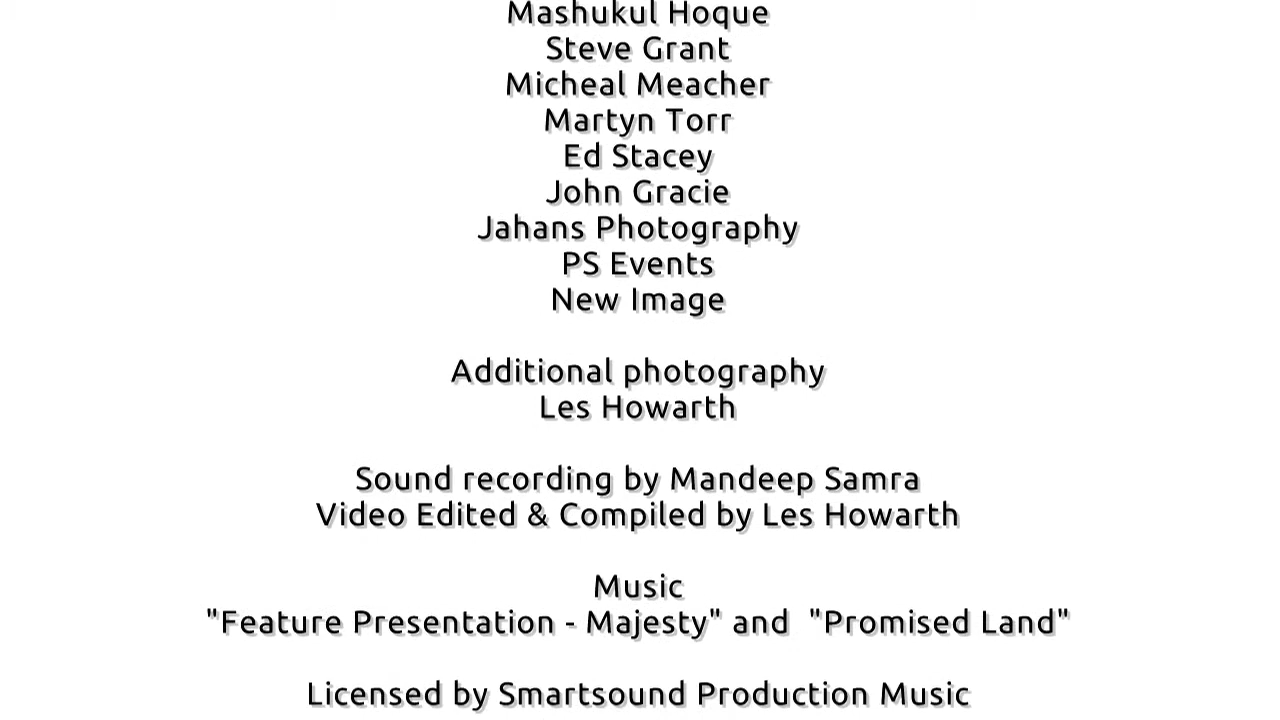 Mashukul Hoque
Steve Grant
Micheal Meacher
Martyn Torr
Ed Stacey
John Gracie
Jahans Photography
PS Events
New Image
Additional photography
Les Howarth
Sound recording by Mandeep Samra
Video Edited & Compiled by Les Howarth
Music
"Feature Presentation - Majesty" and  "Promised Land"
Licensed by Smartsound Production Music